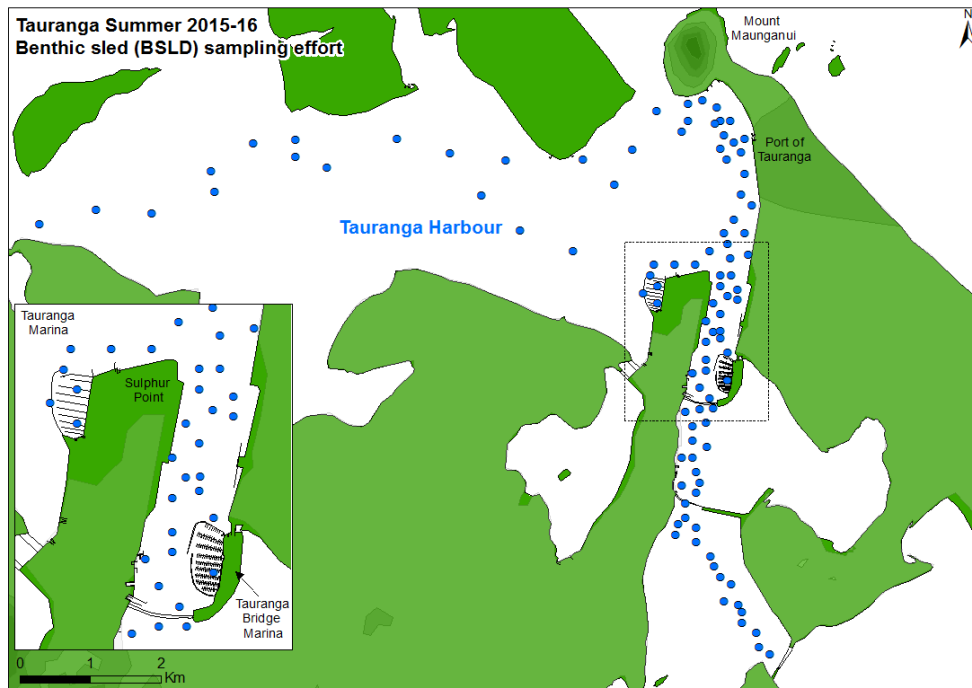 Tauranga Summer 2015-16
Benthic sled (BSLD) sampling effort
Mount
Maunganui
N
Port of
Tauranga
Tauranga Harbour
Tauranga
Marina
Sulphur
Point
Tauranga
Bridge
Marina
0 1 2
Km